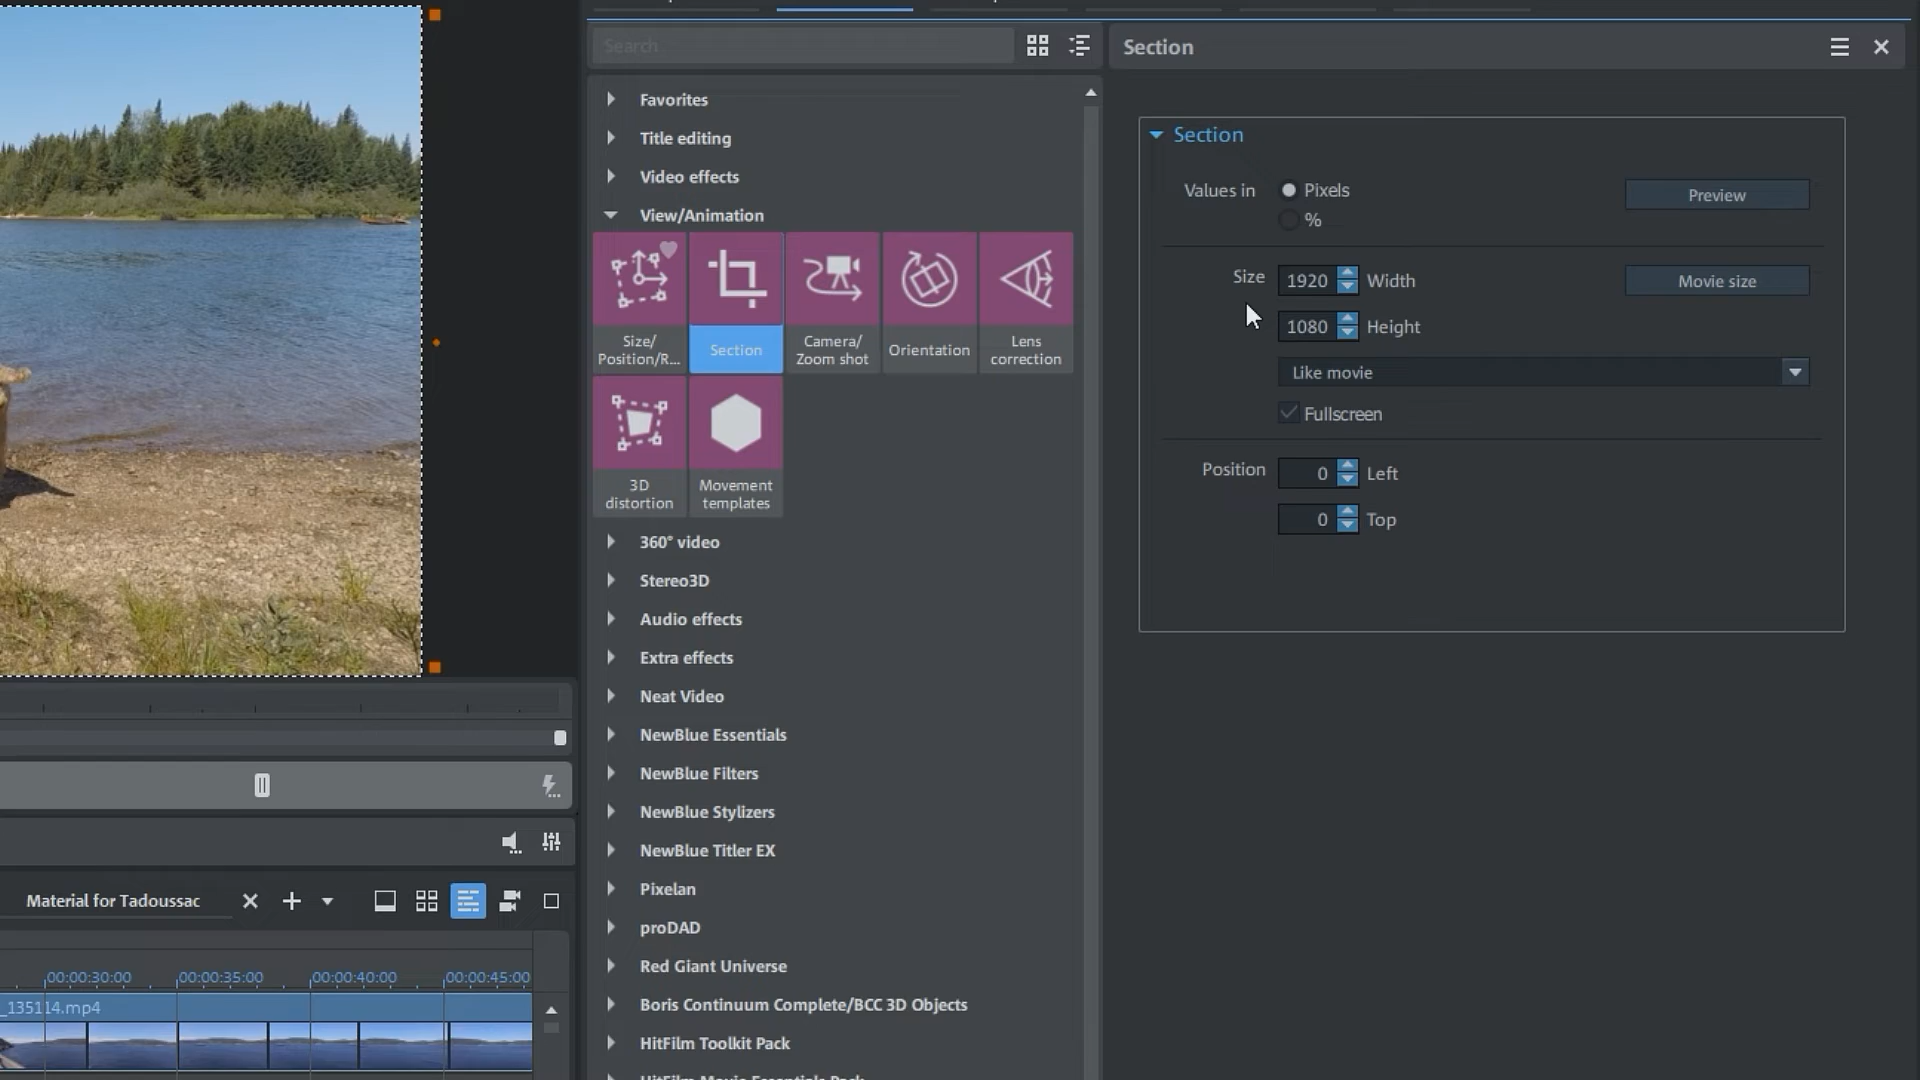 Search
Section
Favorites
Title editing
Video effects
View/Animation
Size/
Position/R...
Section
Camera/
Zoom shot
Orientation
Lens
correction
3D
distortion
Movement
templates
360° video
Stereo3D
Audio effects
Extra effects
Neat Video
NewBlue Essentials
NewBlue Filters
NewBlue Stylizers
NewBlue Titler EX
Pixelan
proDAD
Red Giant Universe
Boris Continuum Complete/BCC 3D Objects
HitFilm Toolkit Pack
HitFilm Movie Essentials Pack
Section
Values in
Pixels
%
Preview
Size
1920
Width
Movie size
1080
Height
Like movie
Fullscreen
Position
0
Left
0
Top
Material for Tadoussac
00:00:30:00
00:00:35:00
00:00:40:00
00:00:45:00
_135114.mp4